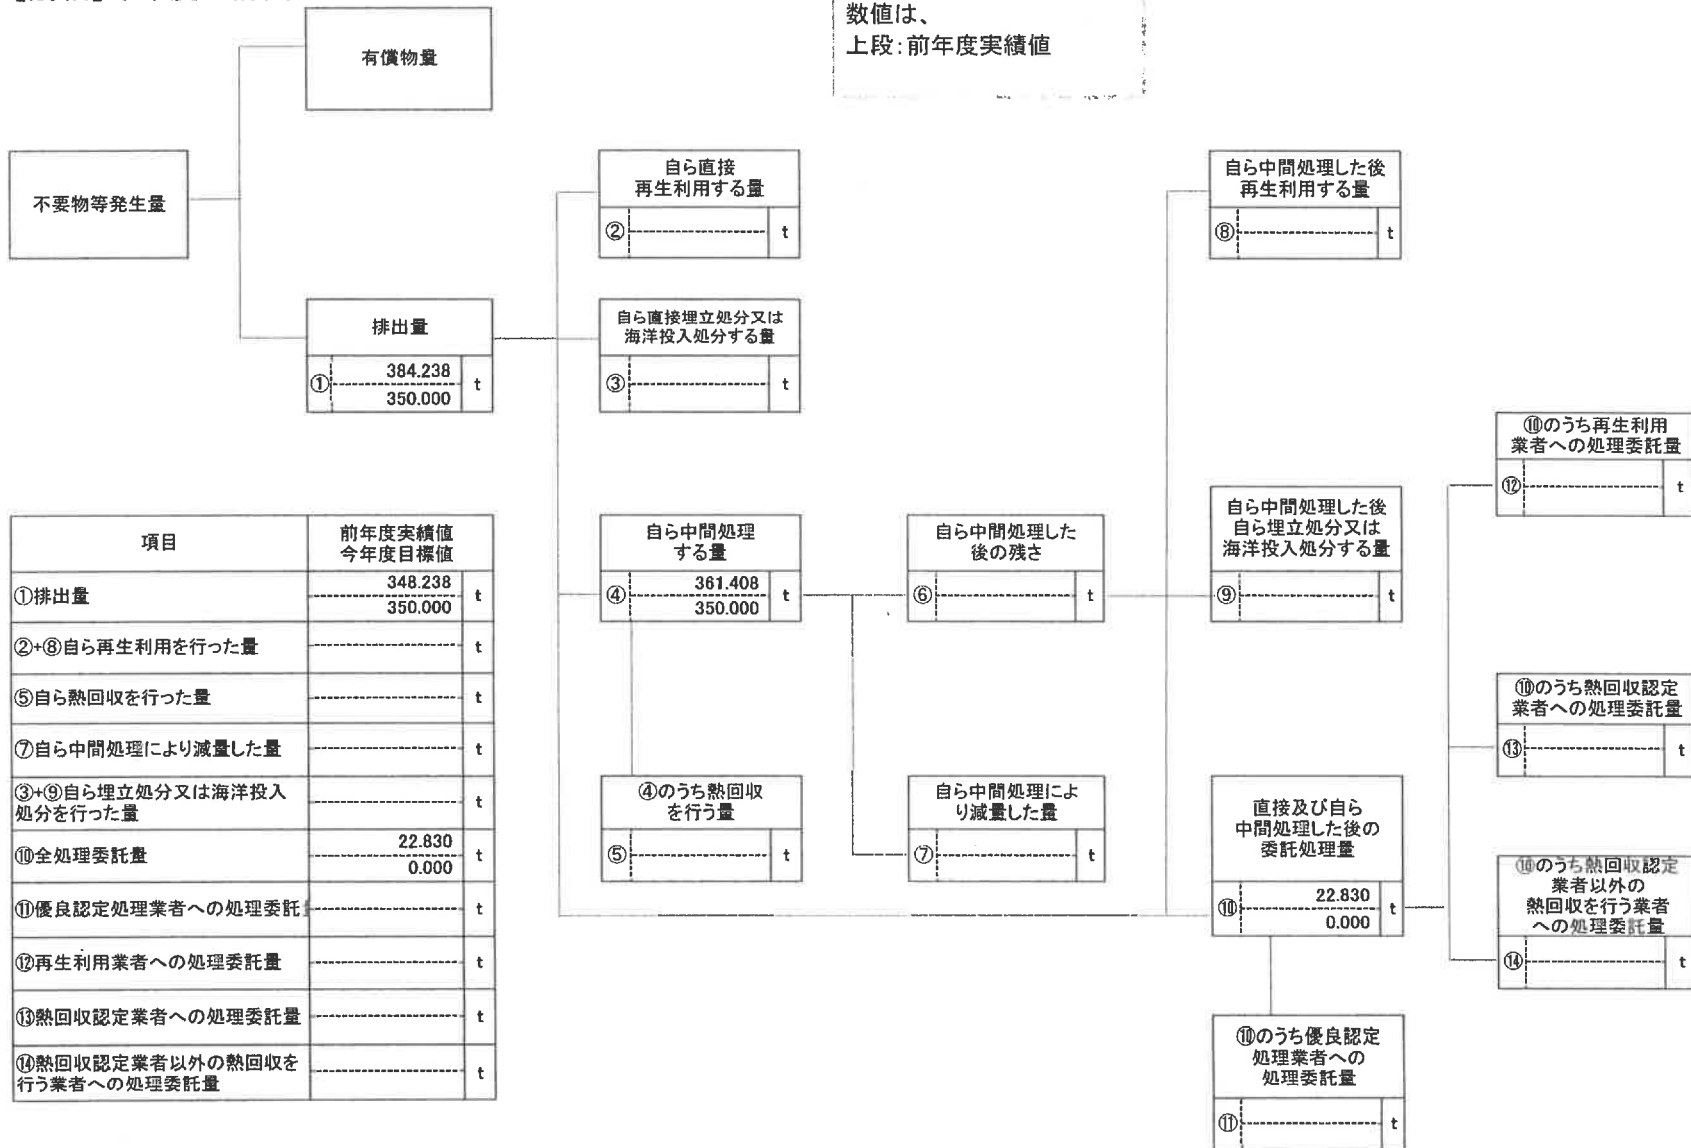 数値は、
上段:前年度実績値
有償物量
不要物等発生量
排出量
① 384.238 t
350.000
自ら直接
再生利用する量
② t
自ら直接埋立処分又は
海洋投入処分する量
③ t
自ら中間処理
する量
④ 361.408 t
350.000
④のうち熱回収
を行う量
⑤ t
自ら中間処理した
後の残さ
⑥ t
自ら中間処理によ
り減量した量
⑦ t
自ら中間処理した後
再生利用する量
⑧ t
自ら中間処理した後
自ら埋立処分又は
海洋投入処分する量
⑨ t
直接及び自ら
中間処理した後の
委託処理量
⑩ 22.830 t
0.000
⑩のうち優良認定
処理業者への
処理委託量
⑪ t
⑩のうち再生利用
業者への処理委託量
⑫ t
⑩のうち熱回収認定
業者への処理委託量
⑬ t
⑩のうち熱回収認定
業者以外の
熱回収を行う業者
への処理委託量
⑭ t
項目 前年度実績値
今年度目標値
①排出量 348.238 t
350.000
②+⑧自ら再生利用を行った量 t
⑤自ら熱回収を行った量 t
⑦自ら中間処理により減量した量 t
③+⑨自ら埋立処分又は海洋投入
処分を行った量 t
⑩全処理委託量 22.830 t
0.000
⑪優良認定処理業者への処理委託 t
⑫再生利用業者への処理委託量 t
⑬熱回収認定業者への処理委託量 t
⑭熱回収認定業者以外の熱回収を
行う業者への処理委託量 t